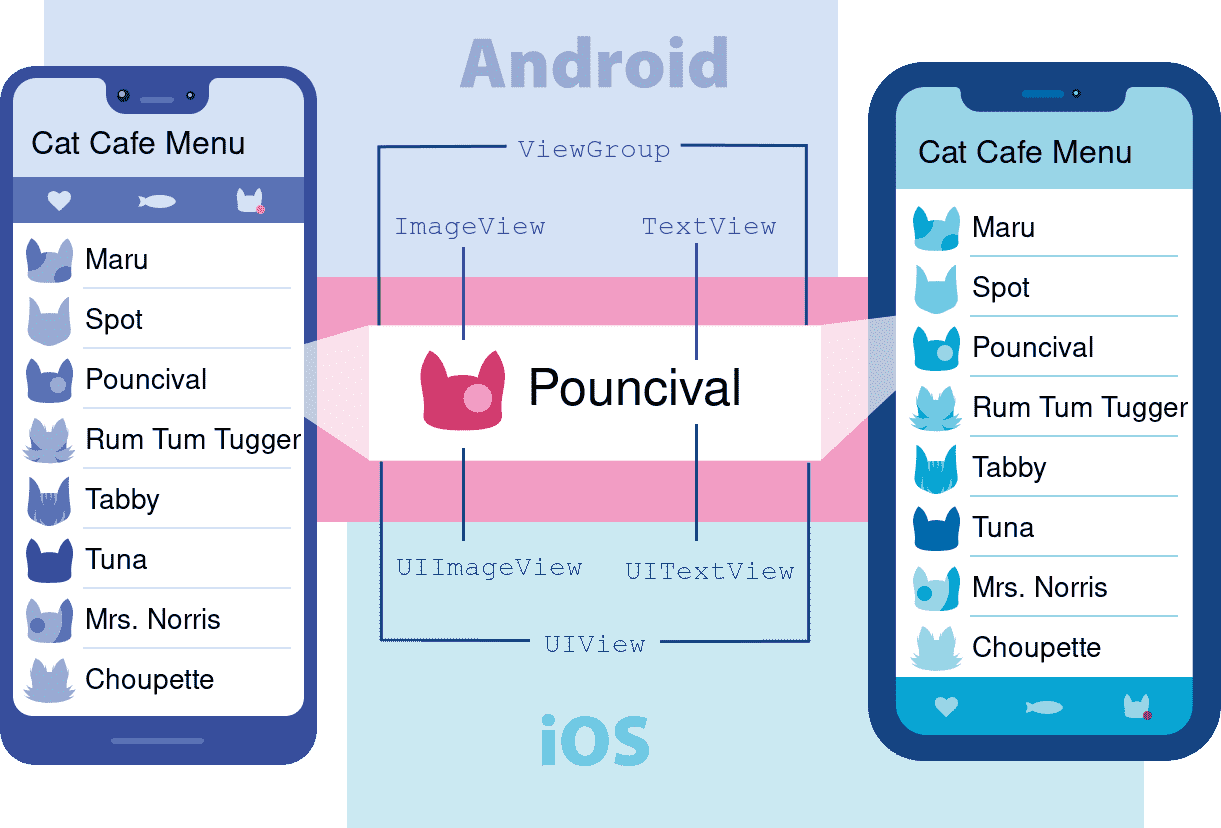 Android
Cat Cafe Menu
Maru
Spot
Pouncival
Rum Tum Tugger
Tabby
Tuna
Mrs. Norris
Choupette
ViewGroup
ImageView
TextView
Pouncival
UIImageView
UITextView
UIView
iOS
Cat Cafe Menu
Maru
Spot
Pouncival
Rum Tum Tugger
Tabby
Tuna
Mrs. Norris
Choupette